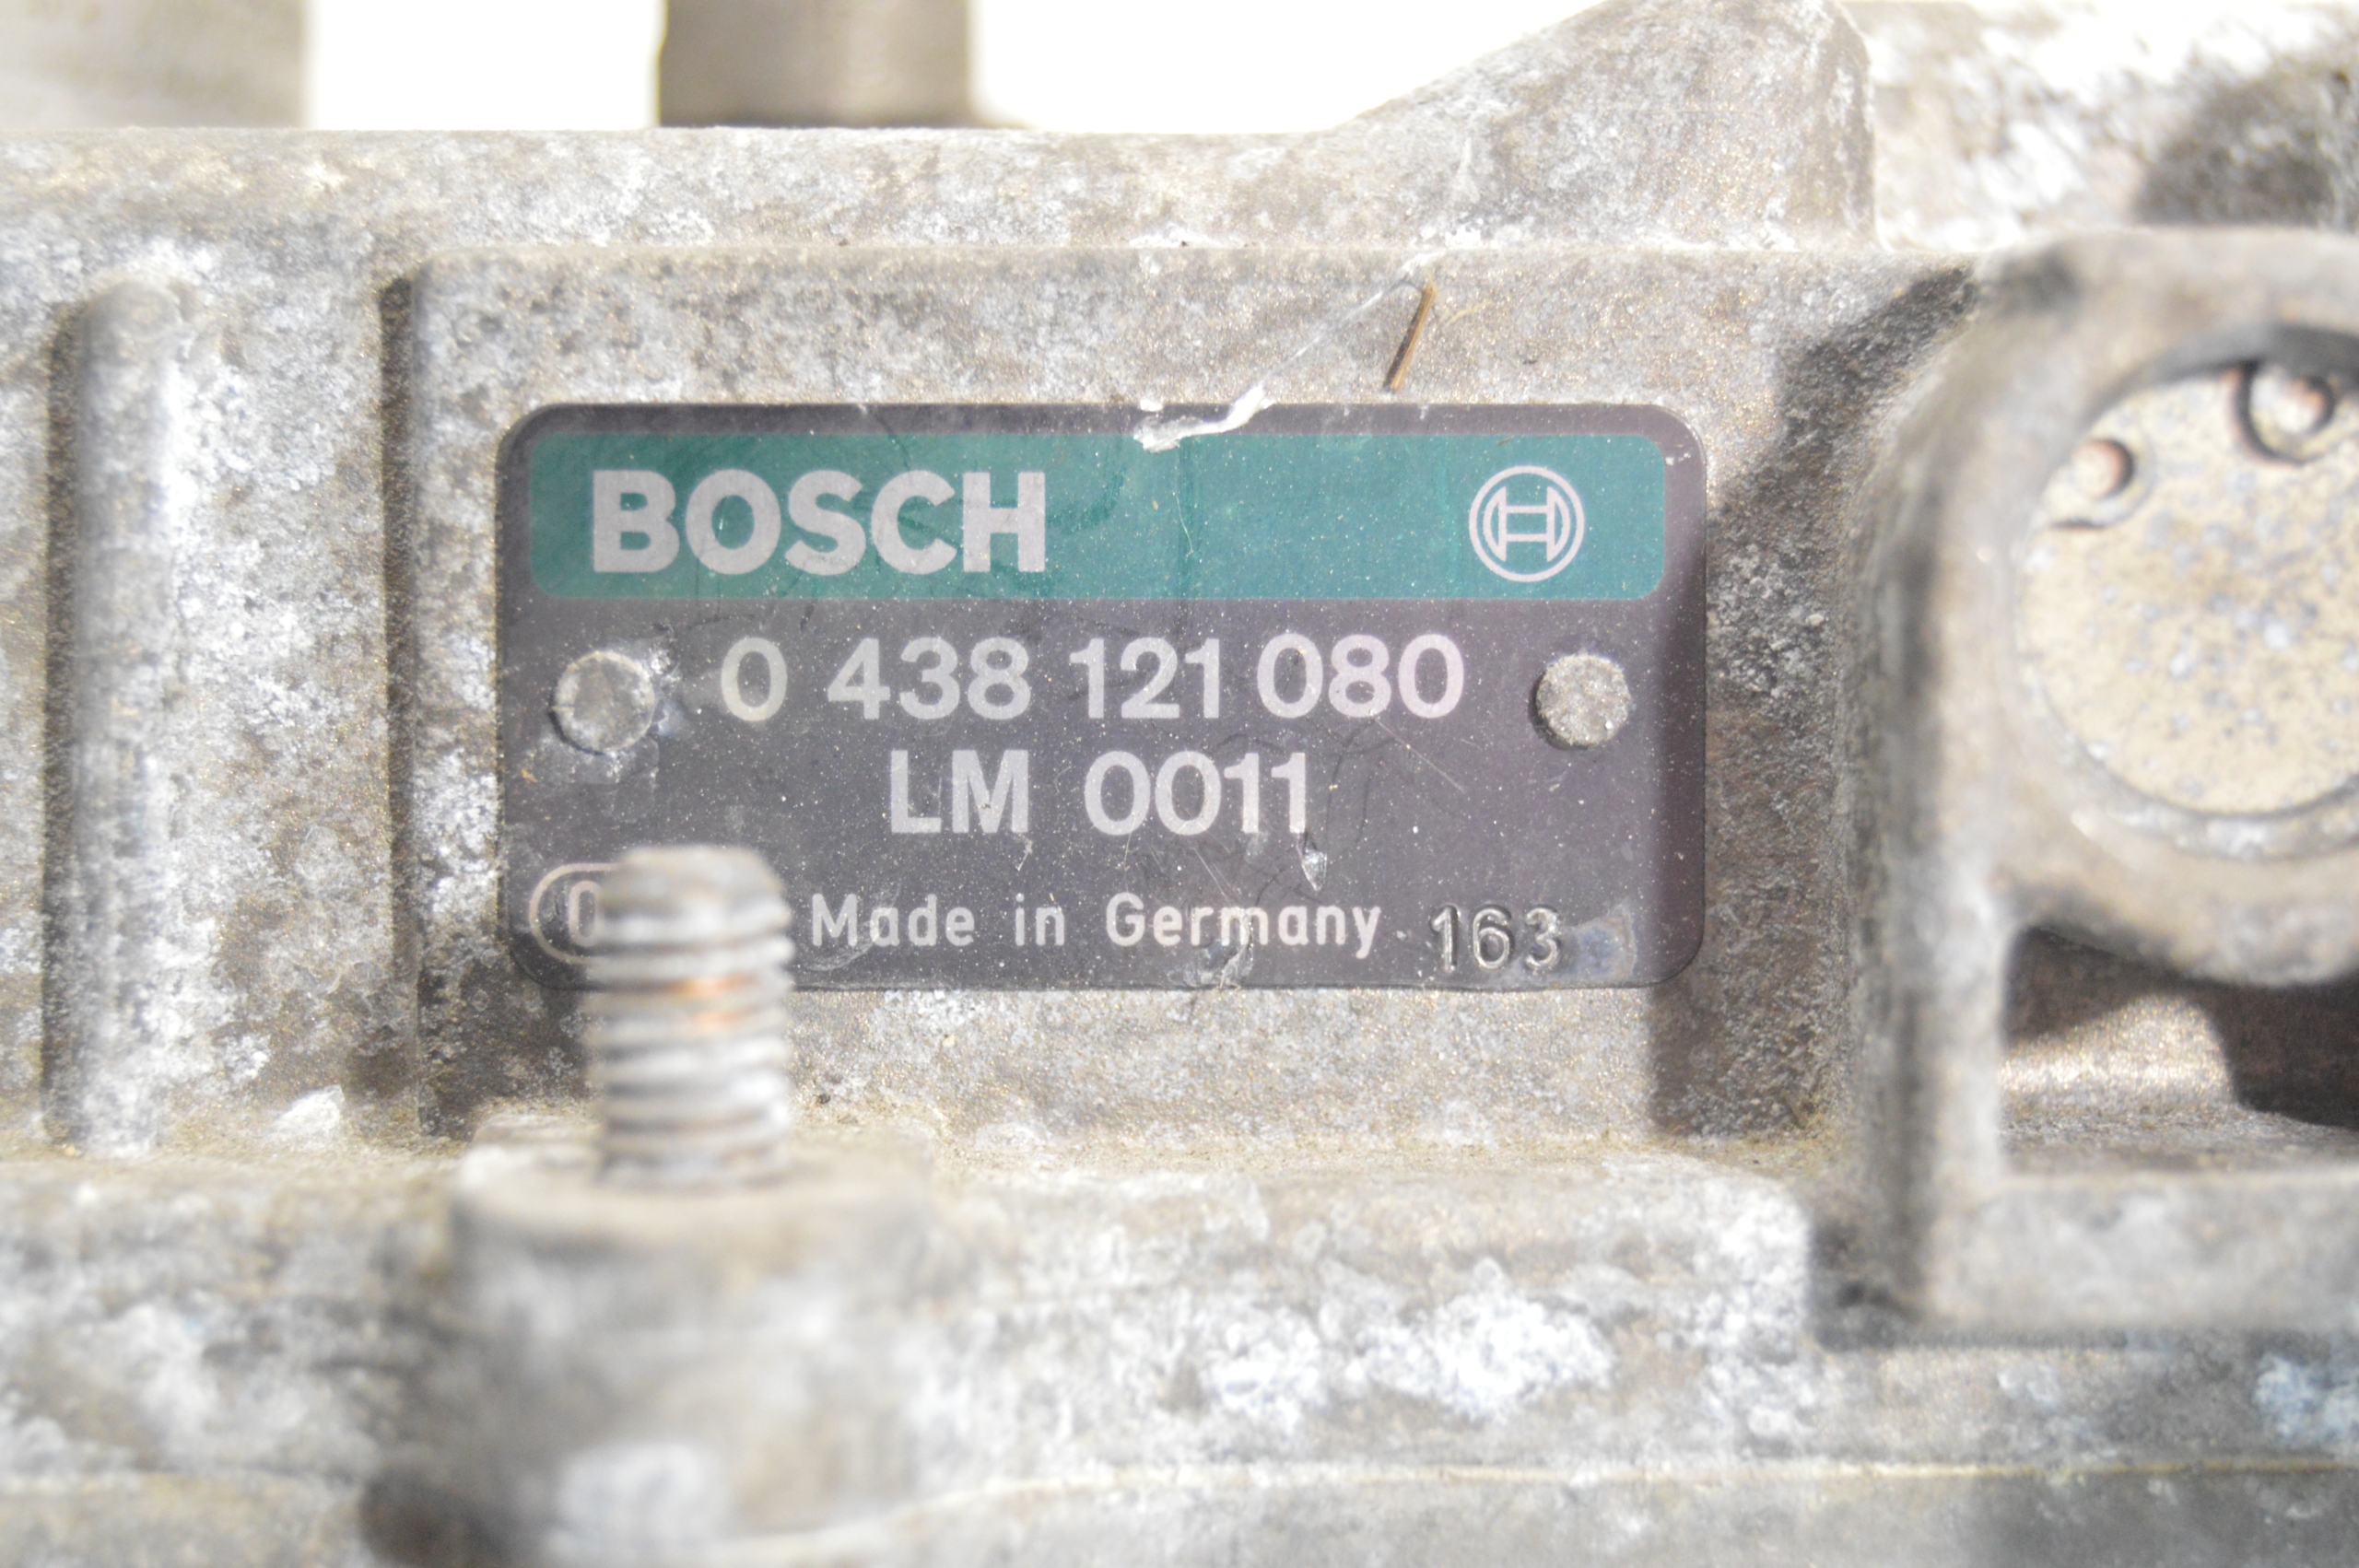 BOSCH
0 438 121 080
LM 0011
Made in Germany 163